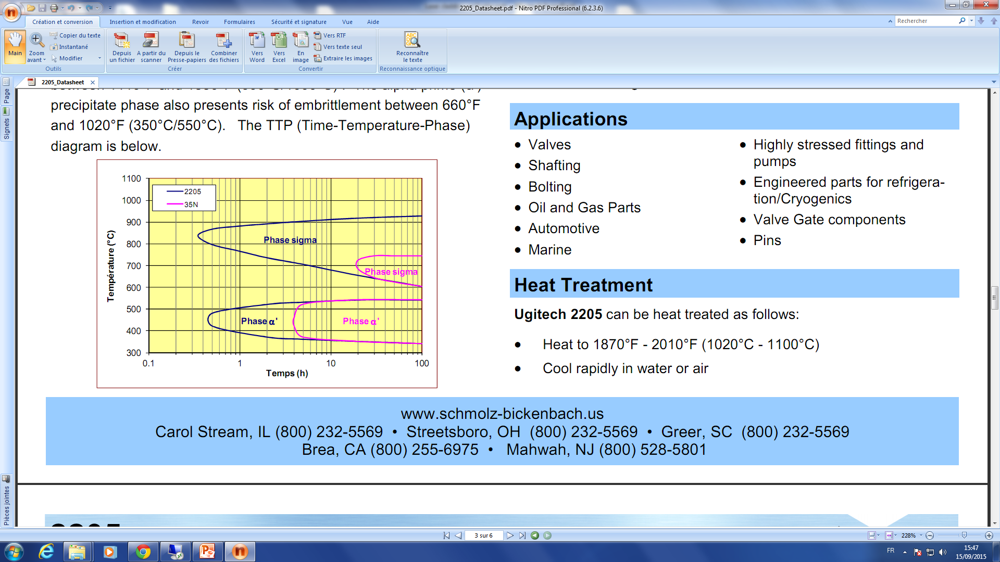 2205_Datasheet.pdf - Nitro PDF Professional (6.2.3.6)
Création et conversion
Insertion et modification
Revoir
Formulaires
Sécurité et signature
Vue
Aide
Rechercher
Main
Zoom avant
Copier du texte
Instantané
Modifier
Outils
Depuis un fichier
A partir du scanner
Depuis le Presse-papiers
Combiner des fichiers
Créer
Vers Word
Vers Excel
En image
Vers RTF
Vers texte seul
Extraire les images
Convertir
Reconnaître le texte
Reconnaissance optique
2205_Datasheet
Page
Signets
Pièces jointes
precipitate phase also presents risk of embrittlement between 660°F
and 1020°F (350°C/550°C). The TTP (Time-Temperature-Phase)
diagram is below.
1100
1000
900
800
700
600
500
400
300
Température (°C)
2205
35N
Phase sigma
Phase sigma
Phase α'
Phase α'
0.1
1
10
100
Temps (h)
Applications
• Valves
• Shafting
• Bolting
• Oil and Gas Parts
• Automotive
• Marine
• Highly stressed fittings and
pumps
• Engineered parts for refrigera-
tion/Cryogenics
• Valve Gate components
• Pins
Heat Treatment
Ugitech 2205 can be heat treated as follows:
• Heat to 1870°F - 2010°F (1020°C - 1100°C)
• Cool rapidly in water or air
www.schmolz-bickenbach.us
Carol Stream, IL (800) 232-5569 • Streetsboro, OH (800) 232-5569 • Greer, SC (800) 232-5569
Brea, CA (800) 255-6975 • Mahwah, NJ (800) 528-5801
3 sur 6
228%
FR
15:47
15/09/2015